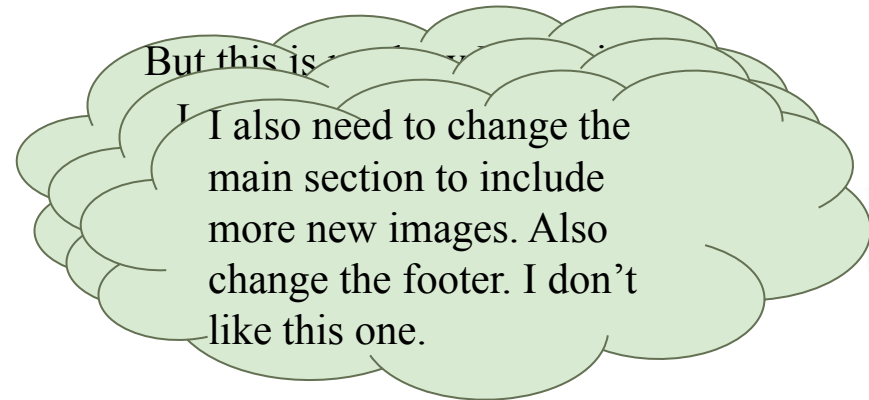 But this is
I
I also need to change the
main section to include
more new images. Also
change the footer. I don’t
like this one.